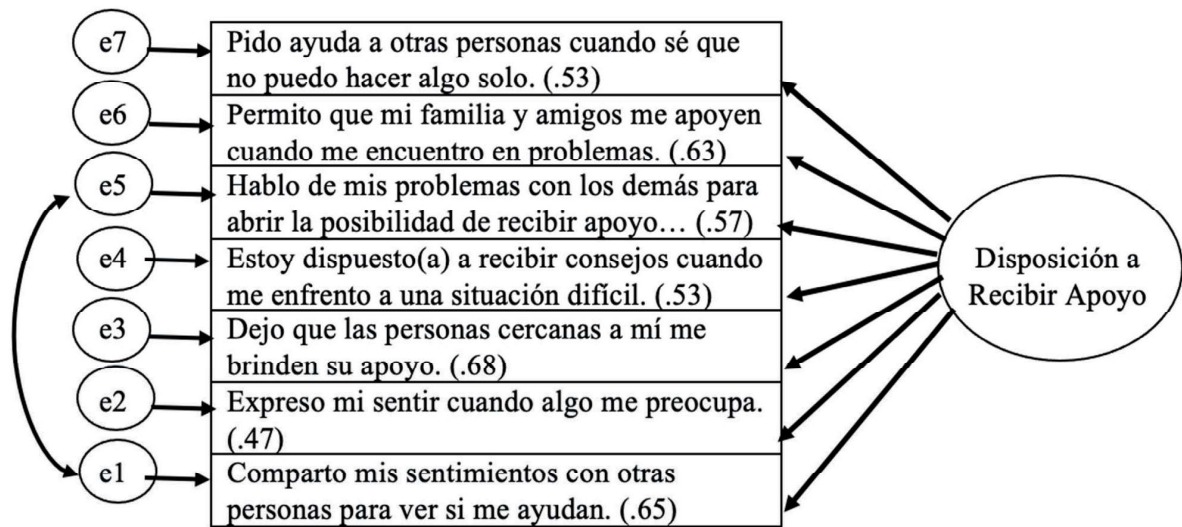 e7
Pido ayuda a otras personas cuando sé que
no puedo hacer algo solo. (.53)
e6
Permito que mi familia y amigos me apoyen
cuando me encuentro en problemas. (.63)
e5
Hablo de mis problemas con los demás para
abrir la posibilidad de recibir apoyo… (.57)
e4
Estoy dispuesto(a) a recibir consejos cuando
me enfrento a una situación difícil. (.53)
e3
Dejo que las personas cercanas a mí me
brinden su apoyo. (.68)
e2
Expreso mi sentir cuando algo me preocupa.
(.47)
e1
Comparto mis sentimientos con otras
personas para ver si me ayudan. (.65)
Disposición a
Recibir Apoyo